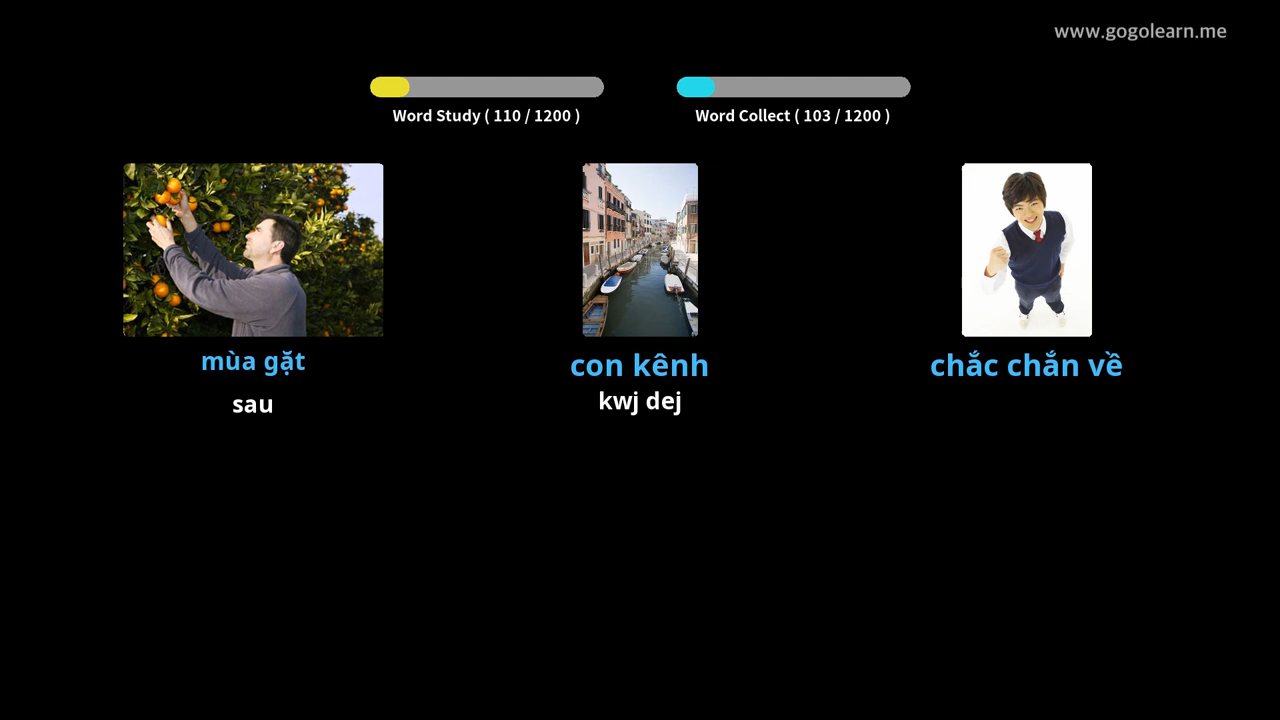 www.gogolearn.me
Word Study ( 110 / 1200 )
Word Collect ( 103 / 1200 )
mùa gặt
sau
con kênh
kwj dej
chắc chắn về